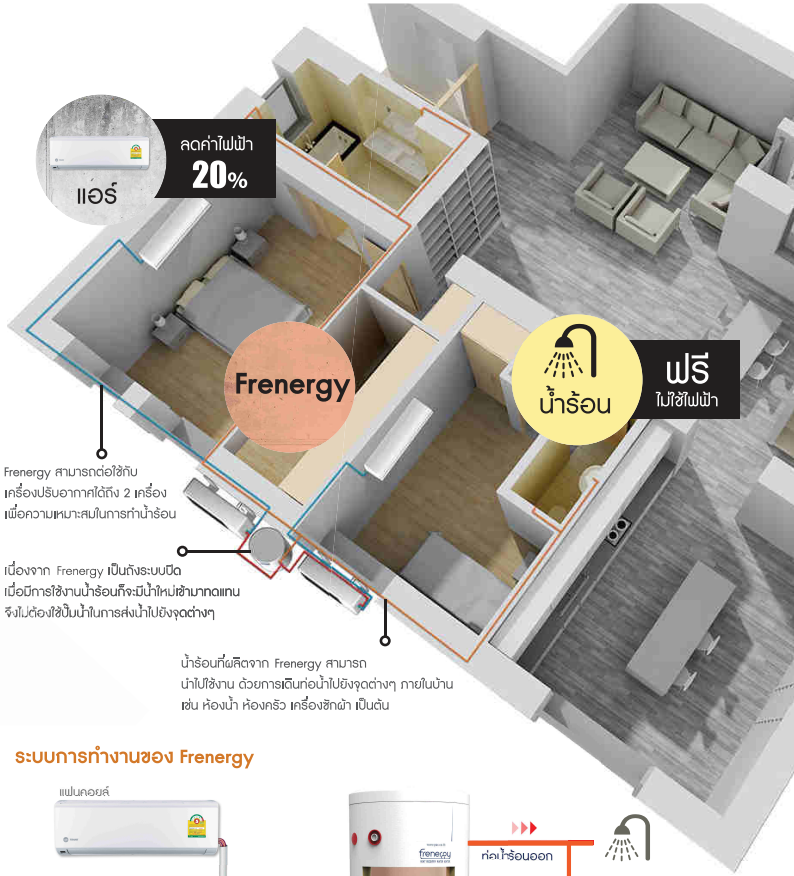 ลดค่าไฟฟ้า
20%
แอร์
Frenergy
น้ำร้อน
ฟรี
ไม่ใช้ไฟฟ้า
Frenergy สามารถต่อใช้กับ
เครื่องปรับอากาศได้ถึง 2 เครื่อง
เพื่อความเหมาะสมในการทำน้ำร้อน
เนื่องจาก Frenergy เป็นถังระบบปิด
เมื่อมีการใช้งานน้ำร้อนก็จะมีน้ำใหม่เข้ามาทดแทน
จึงไม่ต้องใช้ปั๊มน้ำในการส่งน้ำไปยังจุดต่างๆ
น้ำร้อนที่ผลิตจาก Frenergy สามารถ
นำไปใช้งาน ด้วยการเดินท่อน้ำไปยังจุดต่างๆ ภายในบ้าน
เช่น ห้องน้ำ ห้องครัว เครื่องซักผ้า เป็นต้น
ระบบการทำงานของ Frenergy
แฟนคอยล์
frenergy
ท่อน้ำร้อนออก